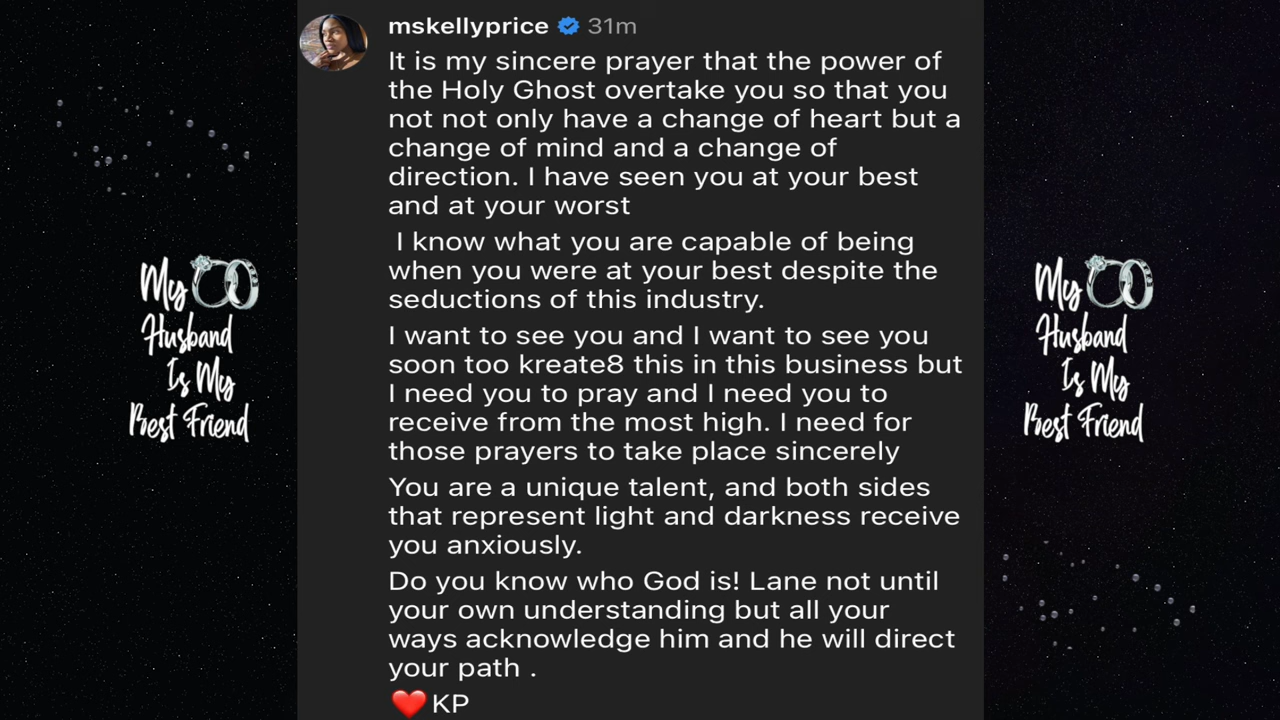 mskellyprice 31m
It is my sincere prayer that the power of
the Holy Ghost overtake you so that you
not not only have a change of heart but a
change of mind and a change of
direction. I have seen you at your best
and at your worst
I know what you are capable of being
when you were at your best despite the
seductions of this industry.
I want to see you and I want to see you
soon too kreate8 this in this business but
I need you to pray and I need you to
receive from the most high. I need for
those prayers to take place sincerely
You are a unique talent, and both sides
that represent light and darkness receive
you anxiously.
Do you know who God is! Lane not until
your own understanding but all your
ways acknowledge him and he will direct
your path .
❤️KP
My
Husband
Is My
Best Friend
My
Husband
Is My
Best Friend